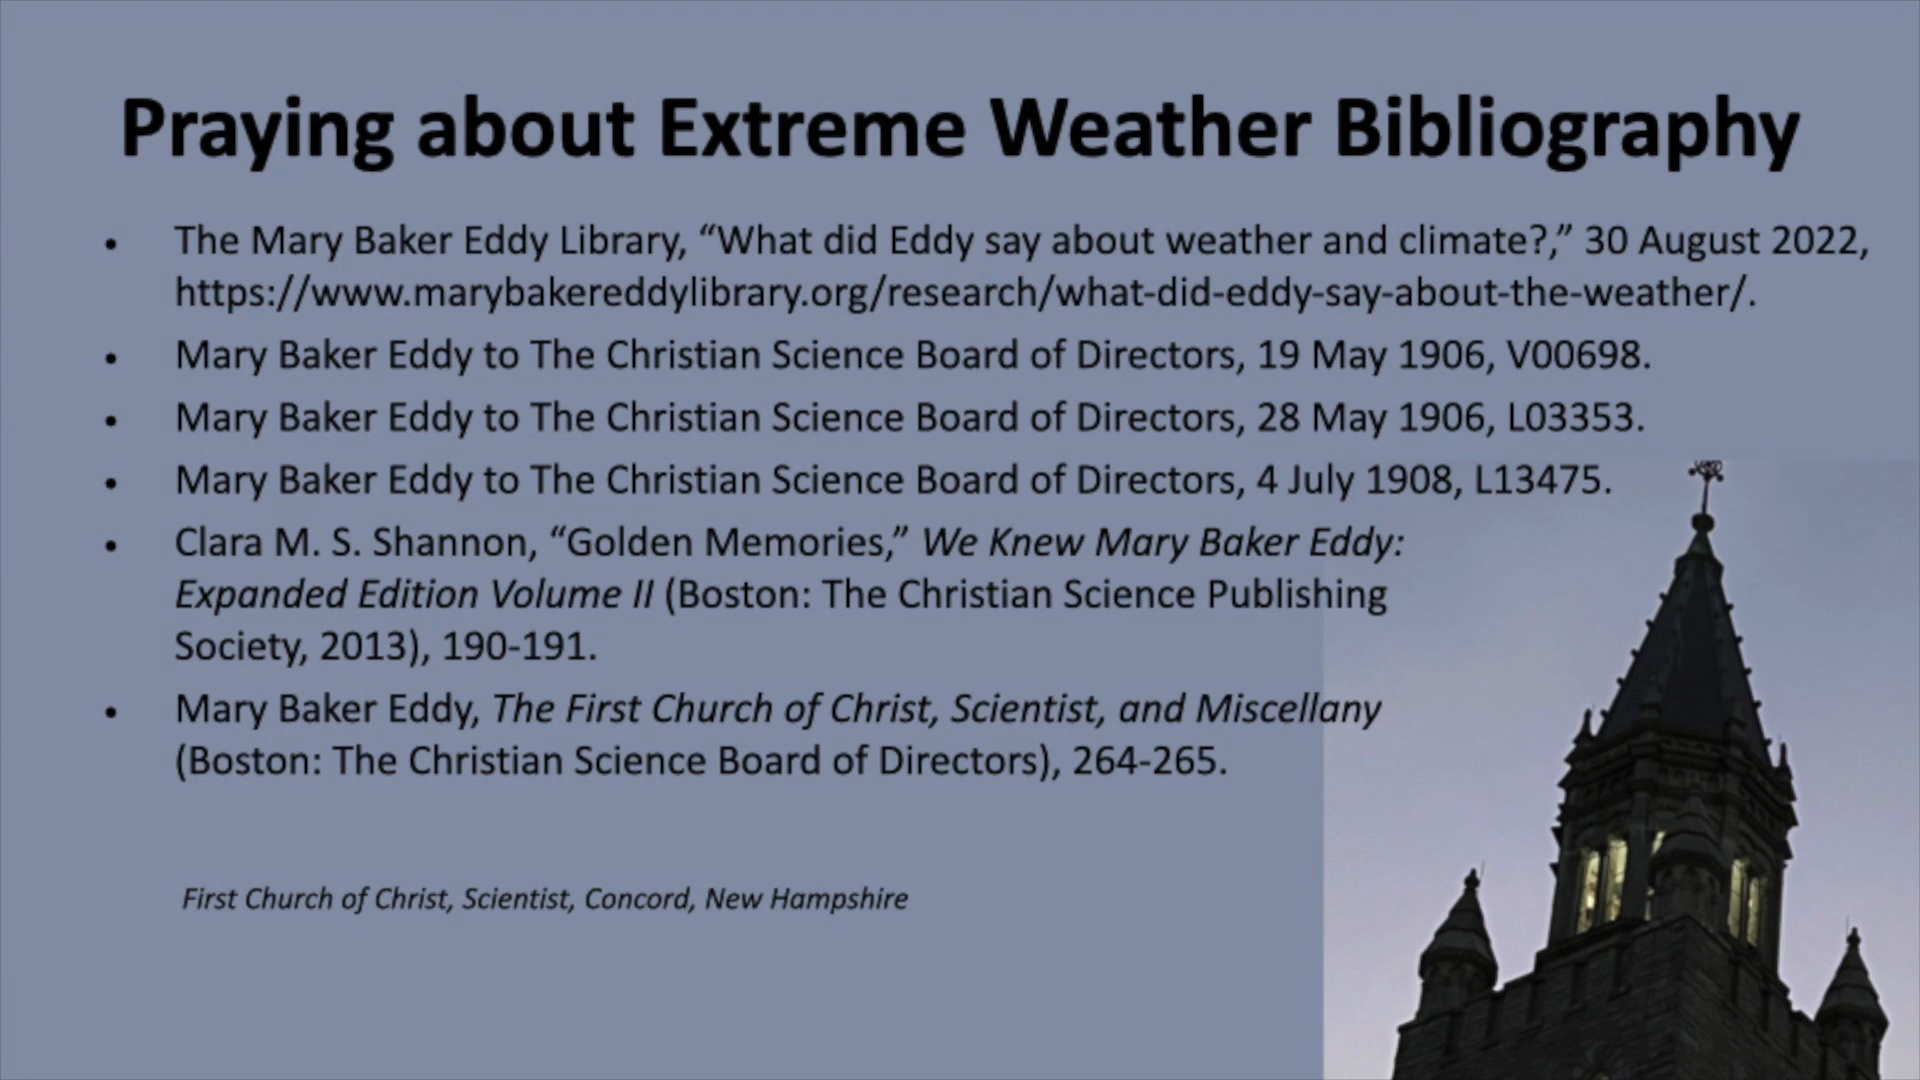 Praying about Extreme Weather Bibliography
• The Mary Baker Eddy Library, “What did Eddy say about weather and climate?,” 30 August 2022,
https://www.marybakereddylibrary.org/research/what-did-eddy-say-about-the-weather/.
• Mary Baker Eddy to The Christian Science Board of Directors, 19 May 1906, V00698.
• Mary Baker Eddy to The Christian Science Board of Directors, 28 May 1906, L03353.
• Mary Baker Eddy to The Christian Science Board of Directors, 4 July 1908, L13475.
• Clara M. S. Shannon, “Golden Memories,” We Knew Mary Baker Eddy:
Expanded Edition Volume II (Boston: The Christian Science Publishing
Society, 2013), 190-191.
• Mary Baker Eddy, The First Church of Christ, Scientist, and Miscellany
(Boston: The Christian Science Board of Directors), 264-265.
First Church of Christ, Scientist, Concord, New Hampshire